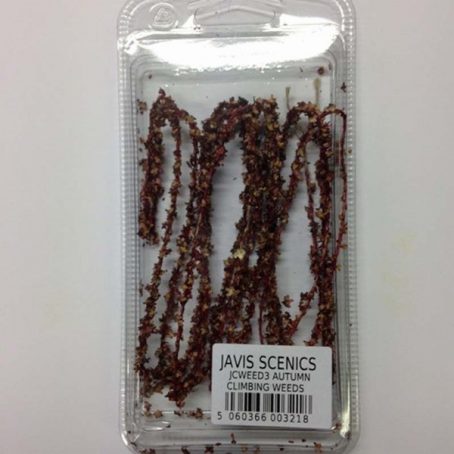 JAVIS SCENICS
JCWEED3 AUTUMN
CLIMBING WEEDS
5 060366 003218